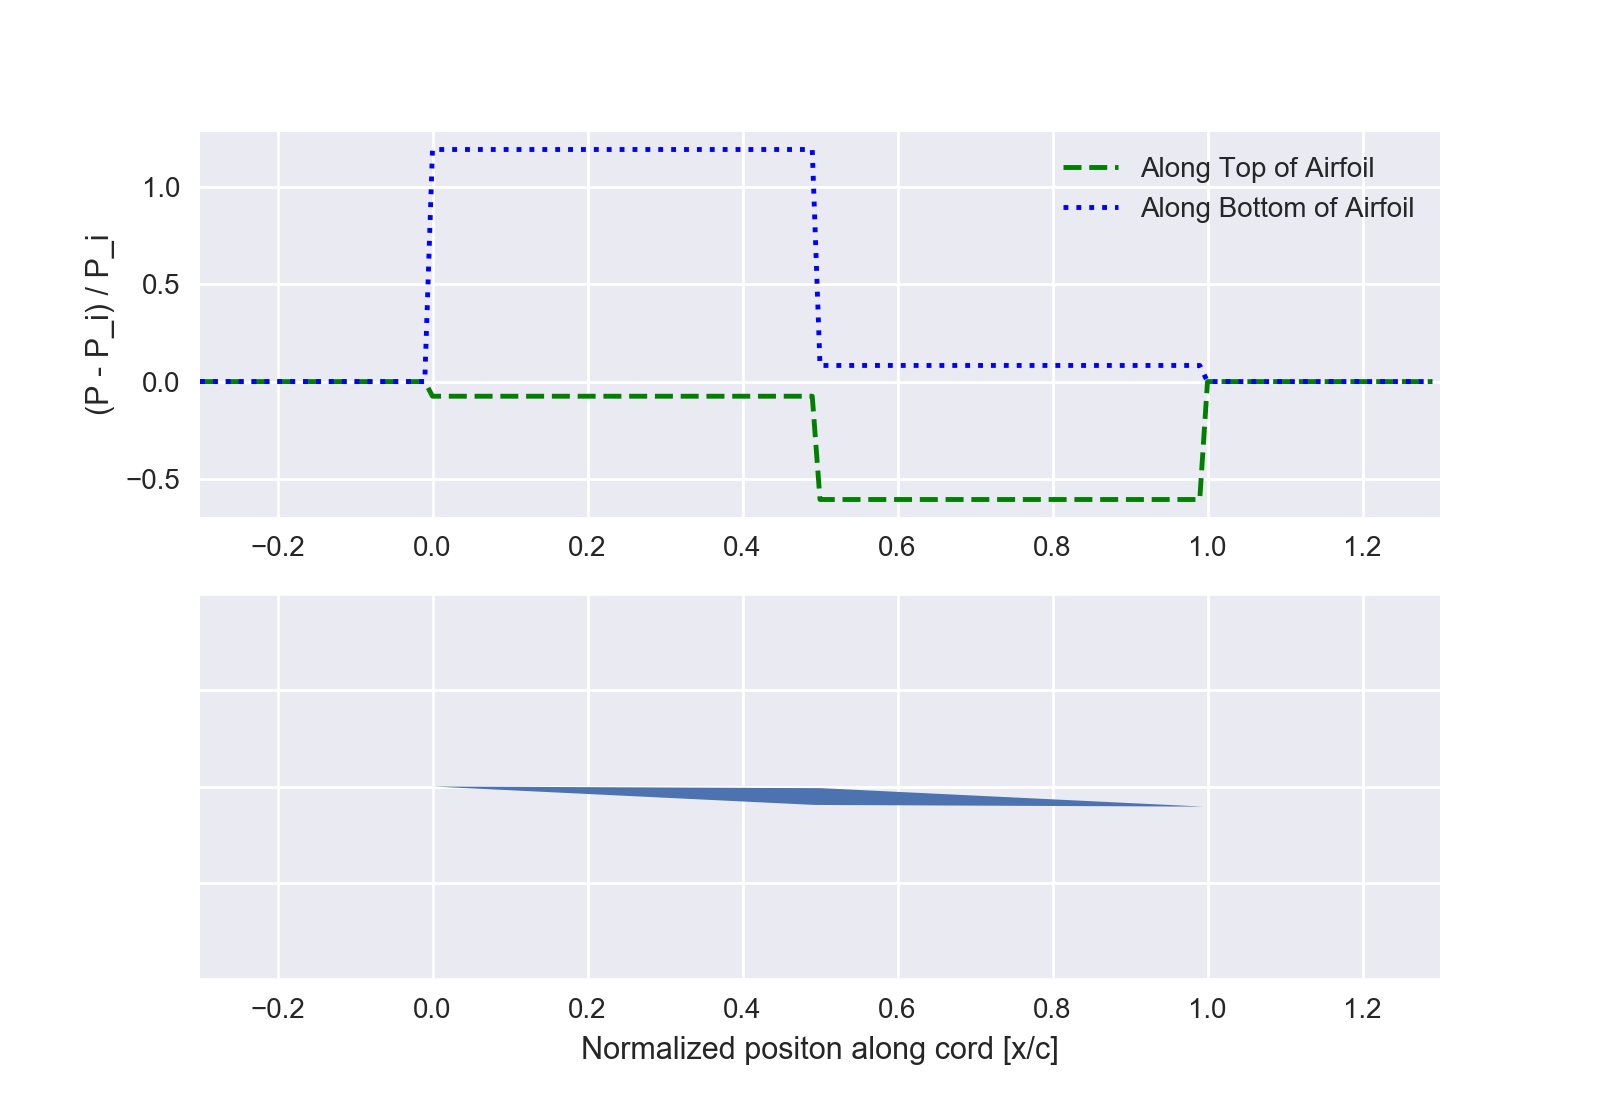 Along Top of Airfoil
Along Bottom of Airfoil
(P - P_i) / P_i
1.0
0.5
0.0
−0.5
−0.2 0.0 0.2 0.4 0.6 0.8 1.0 1.2
−0.2 0.0 0.2 0.4 0.6 0.8 1.0 1.2
Normalized positon along cord [x/c]